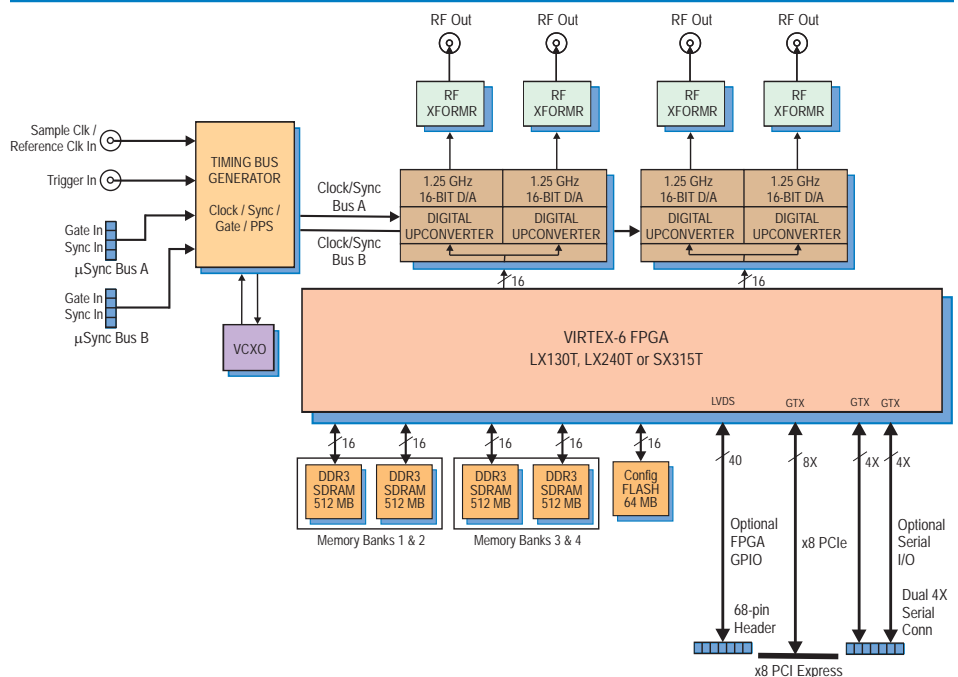 RF Out
RF Out
RF Out
RF Out
RF
XFORMR
RF
XFORMR
RF
XFORMR
RF
XFORMR
Sample Clk /
Reference Clk In
Trigger In
Gate In
Sync In
μSync Bus A
Gate In
Sync In
μSync Bus B
TIMING BUS
GENERATOR
Clock / Sync /
Gate / PPS
VCXO
Clock/Sync
Bus A
Clock/Sync
Bus B
1.25 GHz
16-BIT D/A
1.25 GHz
16-BIT D/A
DIGITAL
UPCONVERTER
DIGITAL
UPCONVERTER
1.25 GHz
16-BIT D/A
1.25 GHz
16-BIT D/A
DIGITAL
UPCONVERTER
DIGITAL
UPCONVERTER
16
16
VIRTEX-6 FPGA
LX130T, LX240T or SX315T
LVDS
GTX
GTX
GTX
16
16
16
16
16
40
8X
4X
4X
DDR3
SDRAM
512 MB
DDR3
SDRAM
512 MB
Memory Banks 1 & 2
DDR3
SDRAM
512 MB
DDR3
SDRAM
512 MB
Memory Banks 3 & 4
Config
FLASH
64 MB
Optional
FPGA
GPIO
68-pin
Header
x8 PCIe
x8 PCI Express
Optional
Serial
I/O
Dual 4X
Serial
Conn